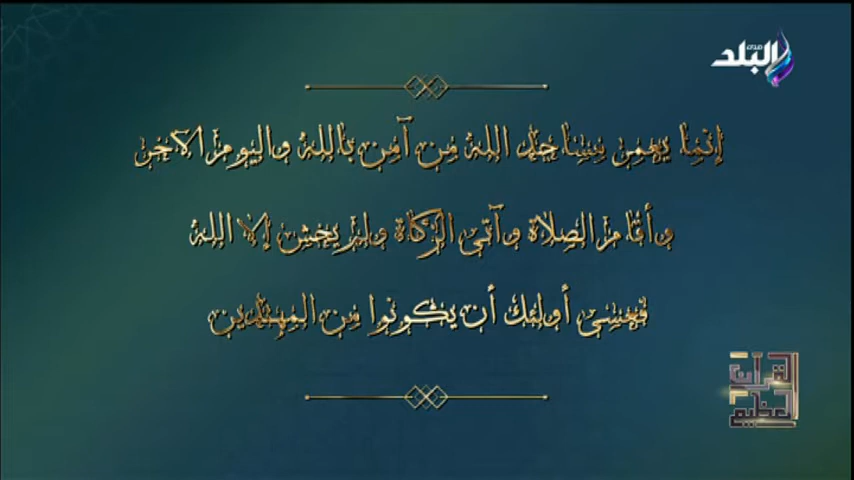 صدى
البلد
إنما يعمر مساجد الله من آمن بالله واليوم الآخر
وأقام الصلاة وآتى الزكاة ولم يخش إلا الله
فعسى أولئك أن يكونوا من المهتدين
القرآن
العظيم